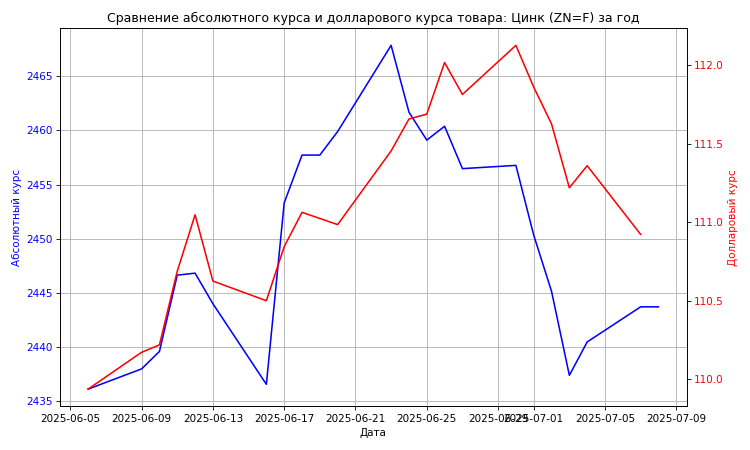 Сравнение абсолютного курса и долларового курса товара: Цинк (ZN=F) за год
Абсолютный курс
2465
2460
2455
2450
2445
2440
2435
112.0
111.5
111.0
110.5
110.0
Долларовый курс
2025-06-05 2025-06-09 2025-06-13 2025-06-17 2025-06-21 2025-06-25 2025-06-29 2025-07-01 2025-07-05 2025-07-09
Дата